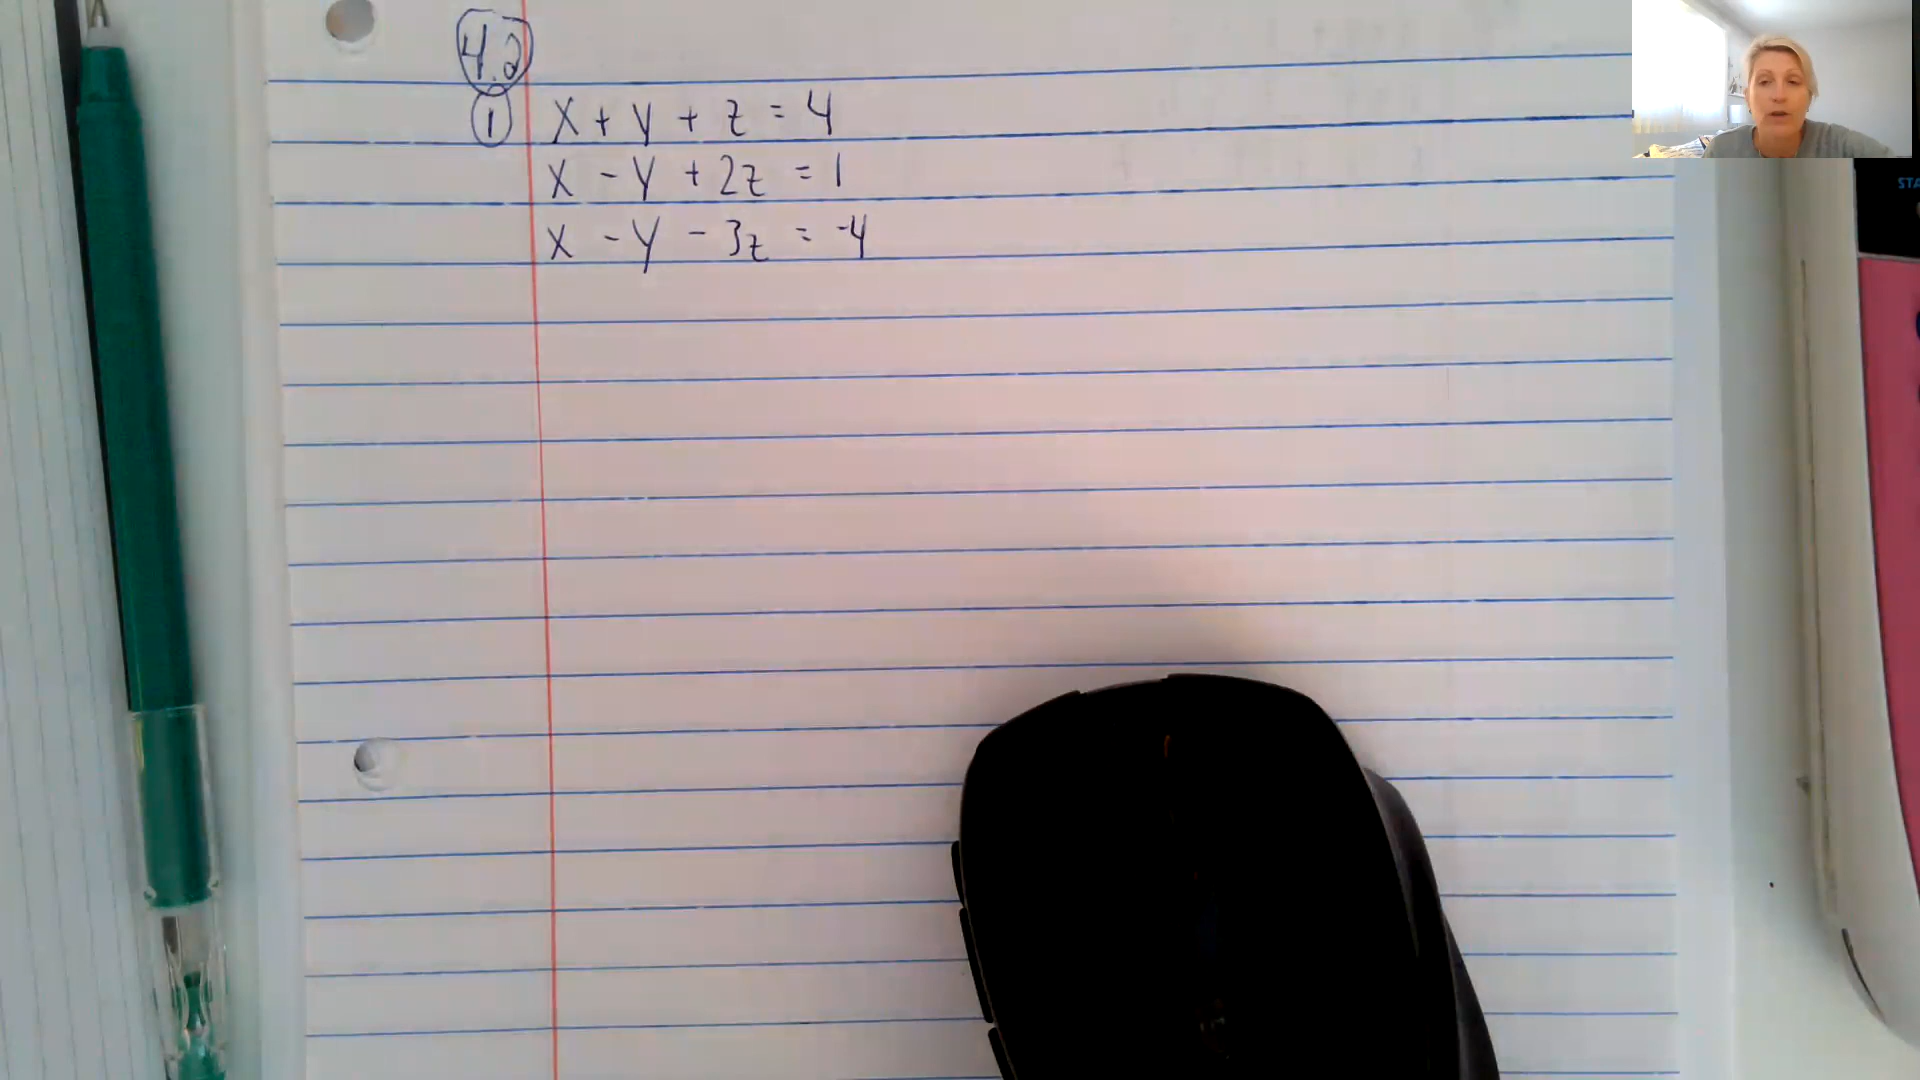 4.2
① x + y + z = 4
x - y + 2z = 1
x - y - 3z = -4